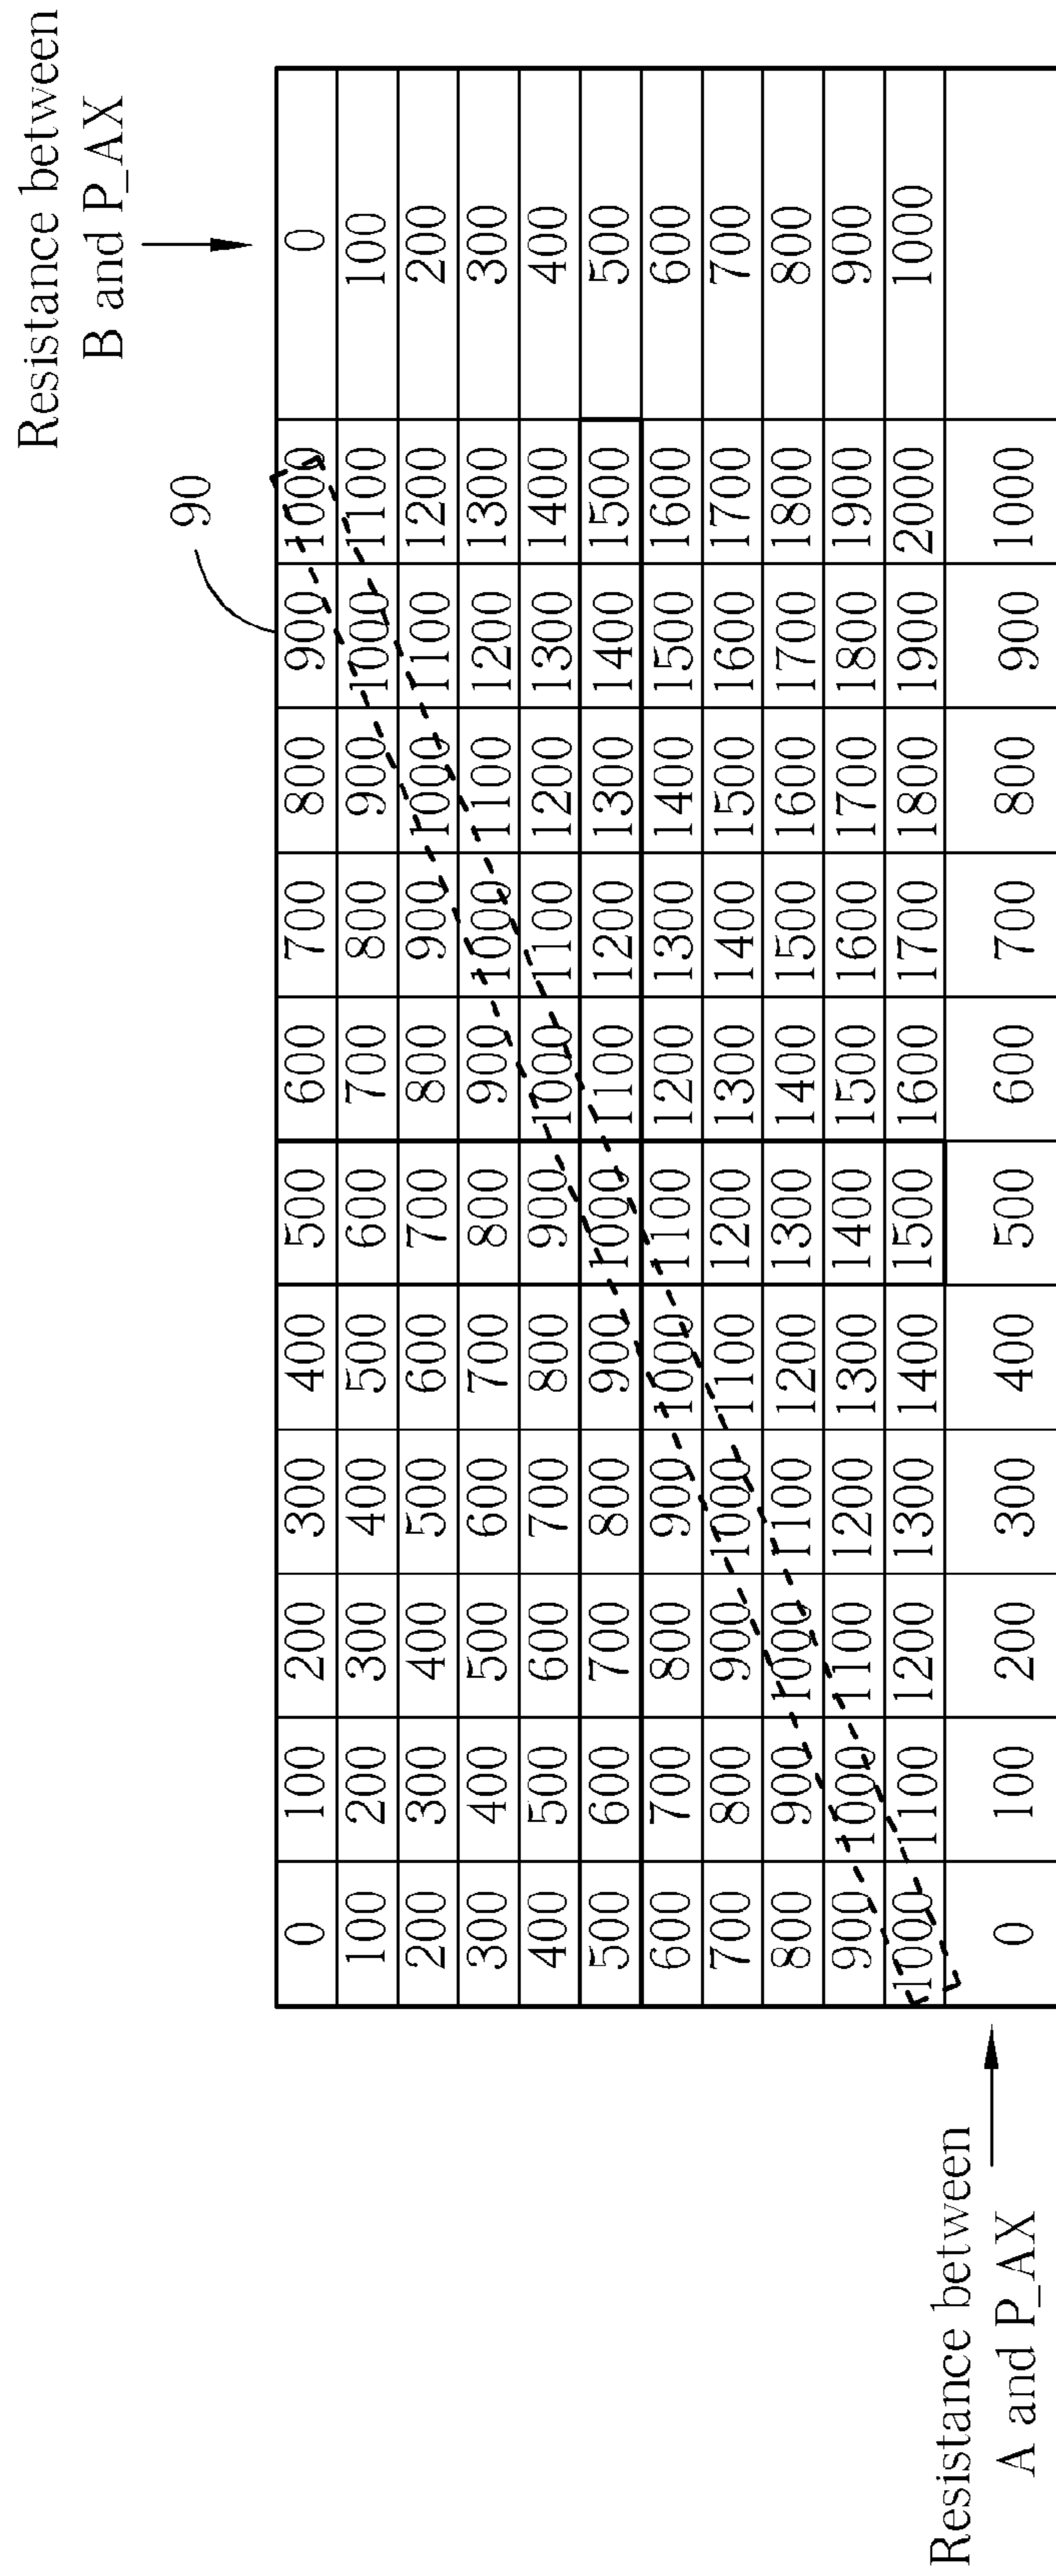 Resistance between
B and P_AX
90
0 100 200 300 400 500 600 700 800 900 1000 0
100 200 300 400 500 600 700 800 900 1000 1100 100
200 300 400 500 600 700 800 900 1000 1100 1200 200
300 400 500 600 700 800 900 1000 1100 1200 1300 300
400 500 600 700 800 900 1000 1100 1200 1300 1400 400
500 600 700 800 900 1000 1100 1200 1300 1400 1500 500
600 700 800 900 1000 1100 1200 1300 1400 1500 1600 600
700 800 900 1000 1100 1200 1300 1400 1500 1600 1700 700
800 900 1000 1100 1200 1300 1400 1500 1600 1700 1800 800
900 1000 1100 1200 1300 1400 1500 1600 1700 1800 1900 900
1000 1100 1200 1300 1400 1500 1600 1700 1800 1900 2000 1000
0 100 200 300 400 500 600 700 800 900 1000
Resistance between
A and P_AX